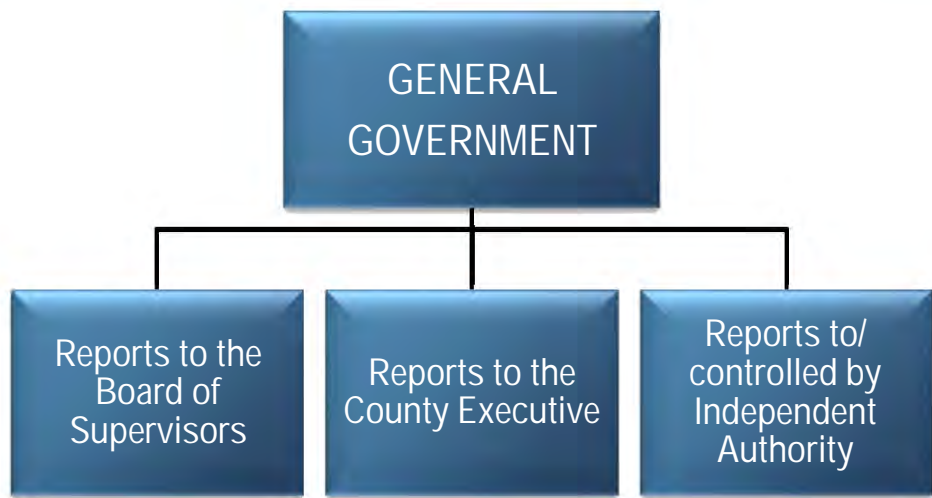 GENERAL
GOVERNMENT
Reports to the
Board of
Supervisors
Reports to the
County Executive
Reports to/
controlled by
Independent
Authority